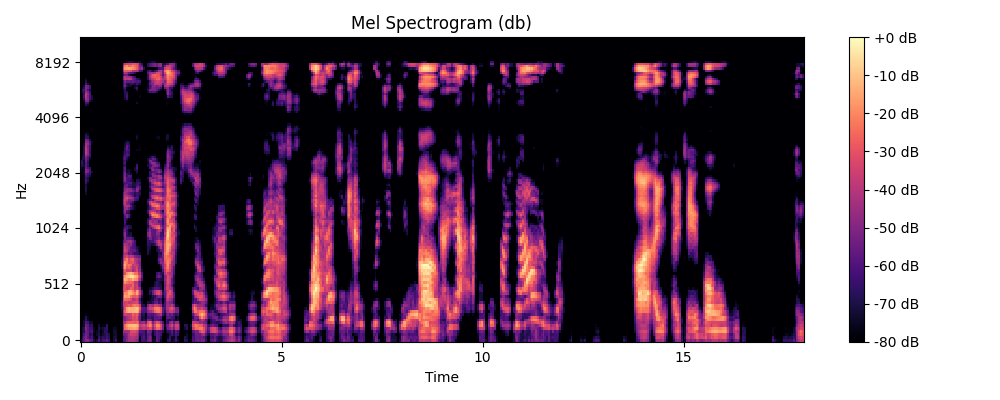 Mel Spectrogram (db)
8192
4096
2048
1024
512
0
Hz
0
5
10
15
Time
+0 dB
-10 dB
-20 dB
-30 dB
-40 dB
-50 dB
-60 dB
-70 dB
-80 dB